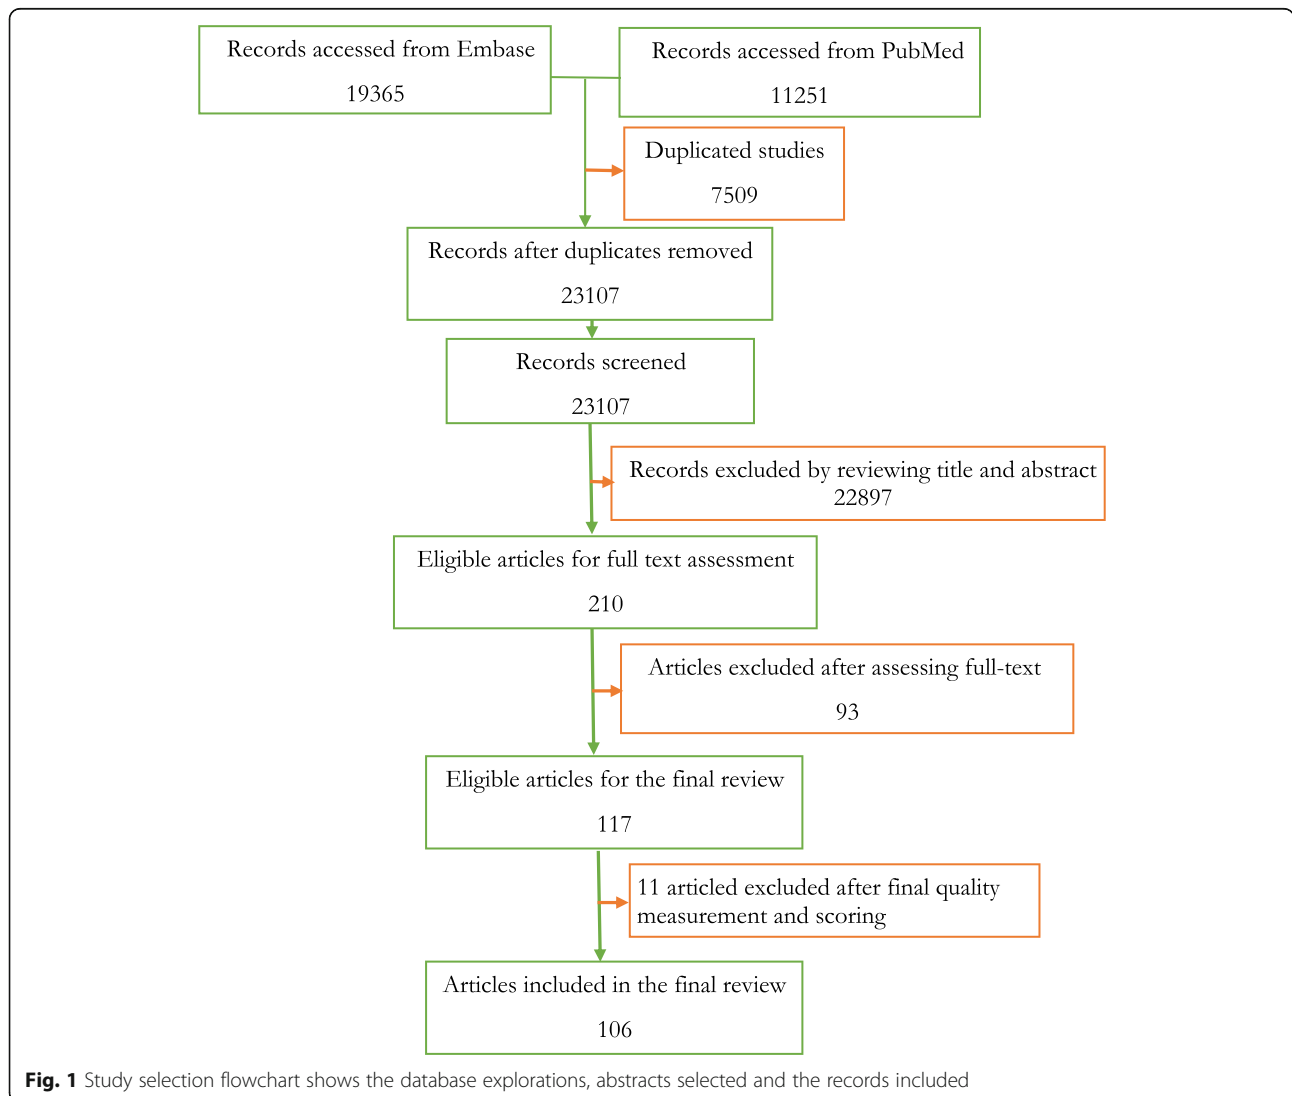 Records accessed from Embase
19365
Records accessed from PubMed
11251
Duplicated studies
7509
Records after duplicates removed
23107
Records screened
23107
Records excluded by reviewing title and abstract
22897
Eligible articles for full text assessment
210
Articles excluded after assessing full-text
93
Eligible articles for the final review
117
11 articled excluded after final quality
measurement and scoring
Articles included in the final review
106
Fig. 1 Study selection flowchart shows the database explorations, abstracts selected and the records included